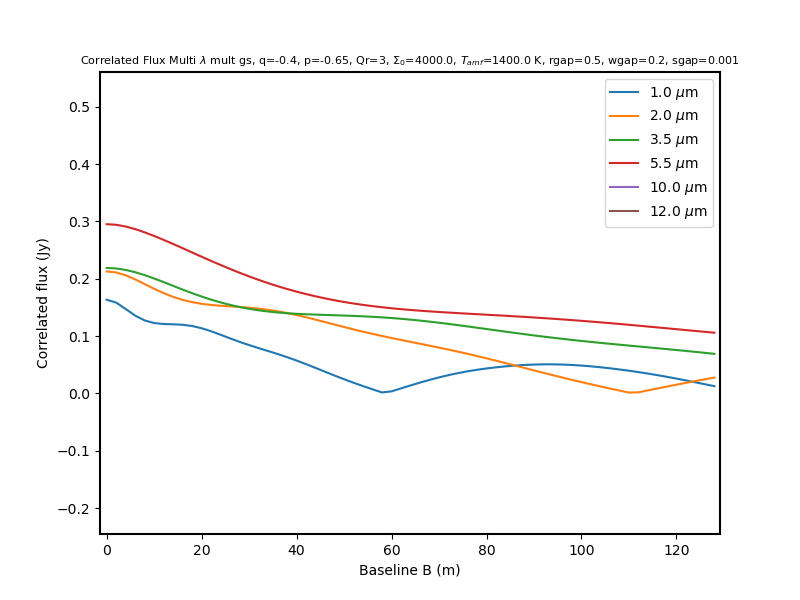 Correlated Flux Multi λ mult gs, q=-0.4, p=-0.65, Qr=3, Σ₀=4000.0, T_amf=1400.0 K, rgap=0.5, wgap=0.2, sgap=0.001
1.0 μm
2.0 μm
3.5 μm
5.5 μm
10.0 μm
12.0 μm
0.5
0.4
0.3
0.2
0.1
0.0
−0.1
−0.2
Correlated flux (Jy)
0 20 40 60 80 100 120
Baseline B (m)